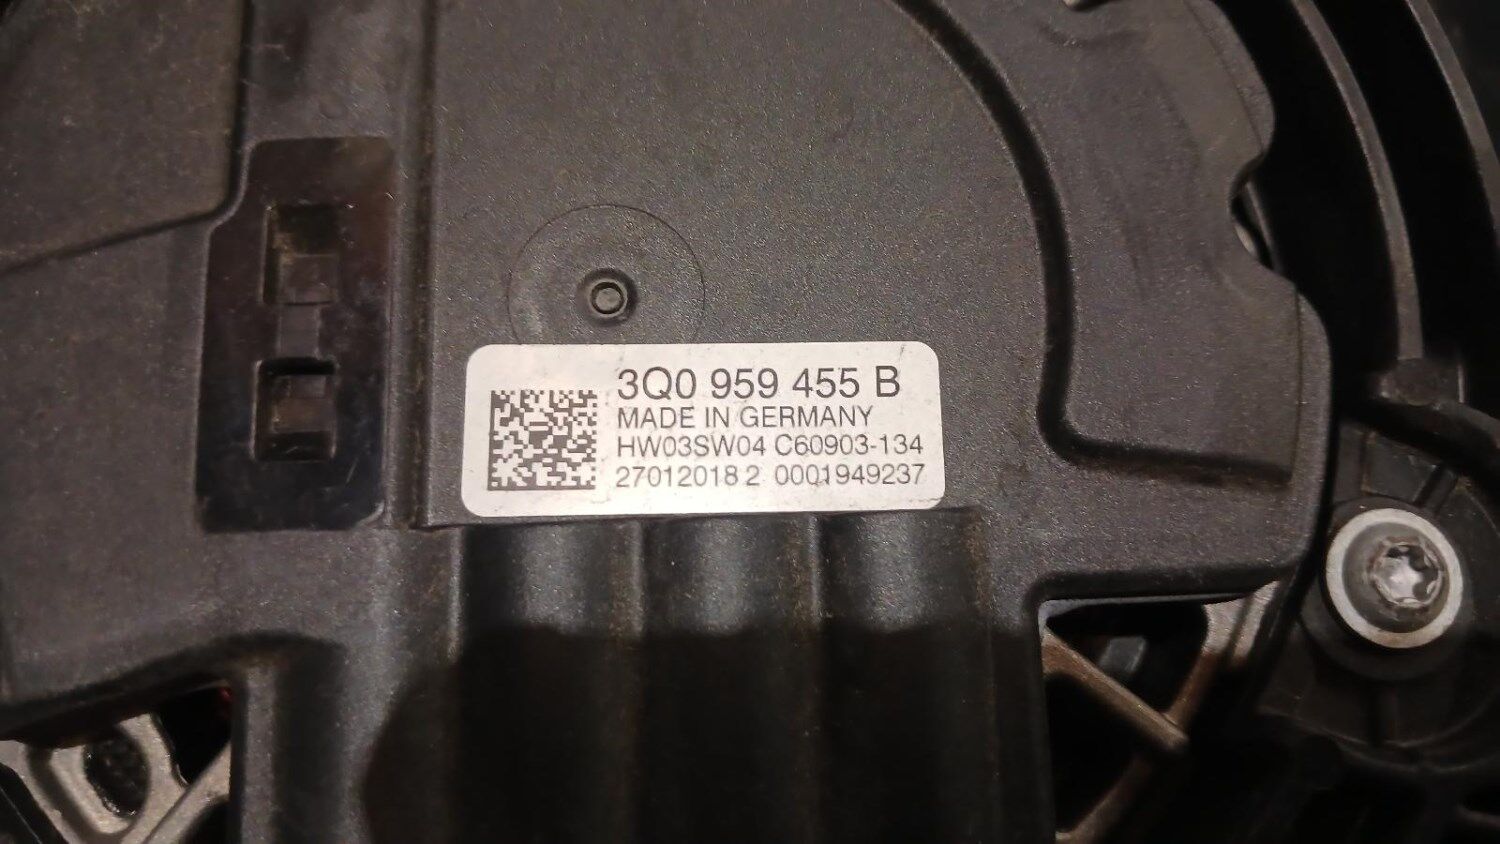 3Q0 959 455 B
MADE IN GERMANY
HW03SW04 C60903-134
27012018 2 0001949237